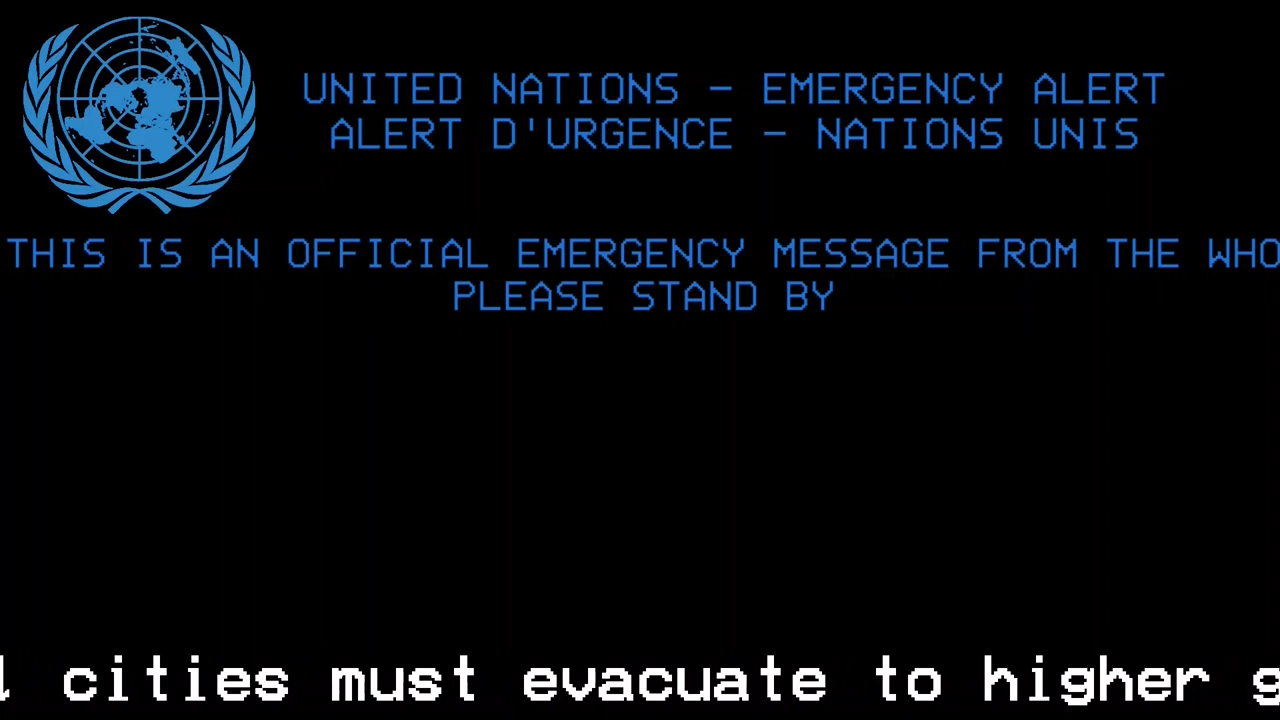 UNITED NATIONS - EMERGENCY ALERT
ALERT D'URGENCE - NATIONS UNIS
THIS IS AN OFFICIAL EMERGENCY MESSAGE FROM THE WHO
PLEASE STAND BY
l cities must evacuate to higher g